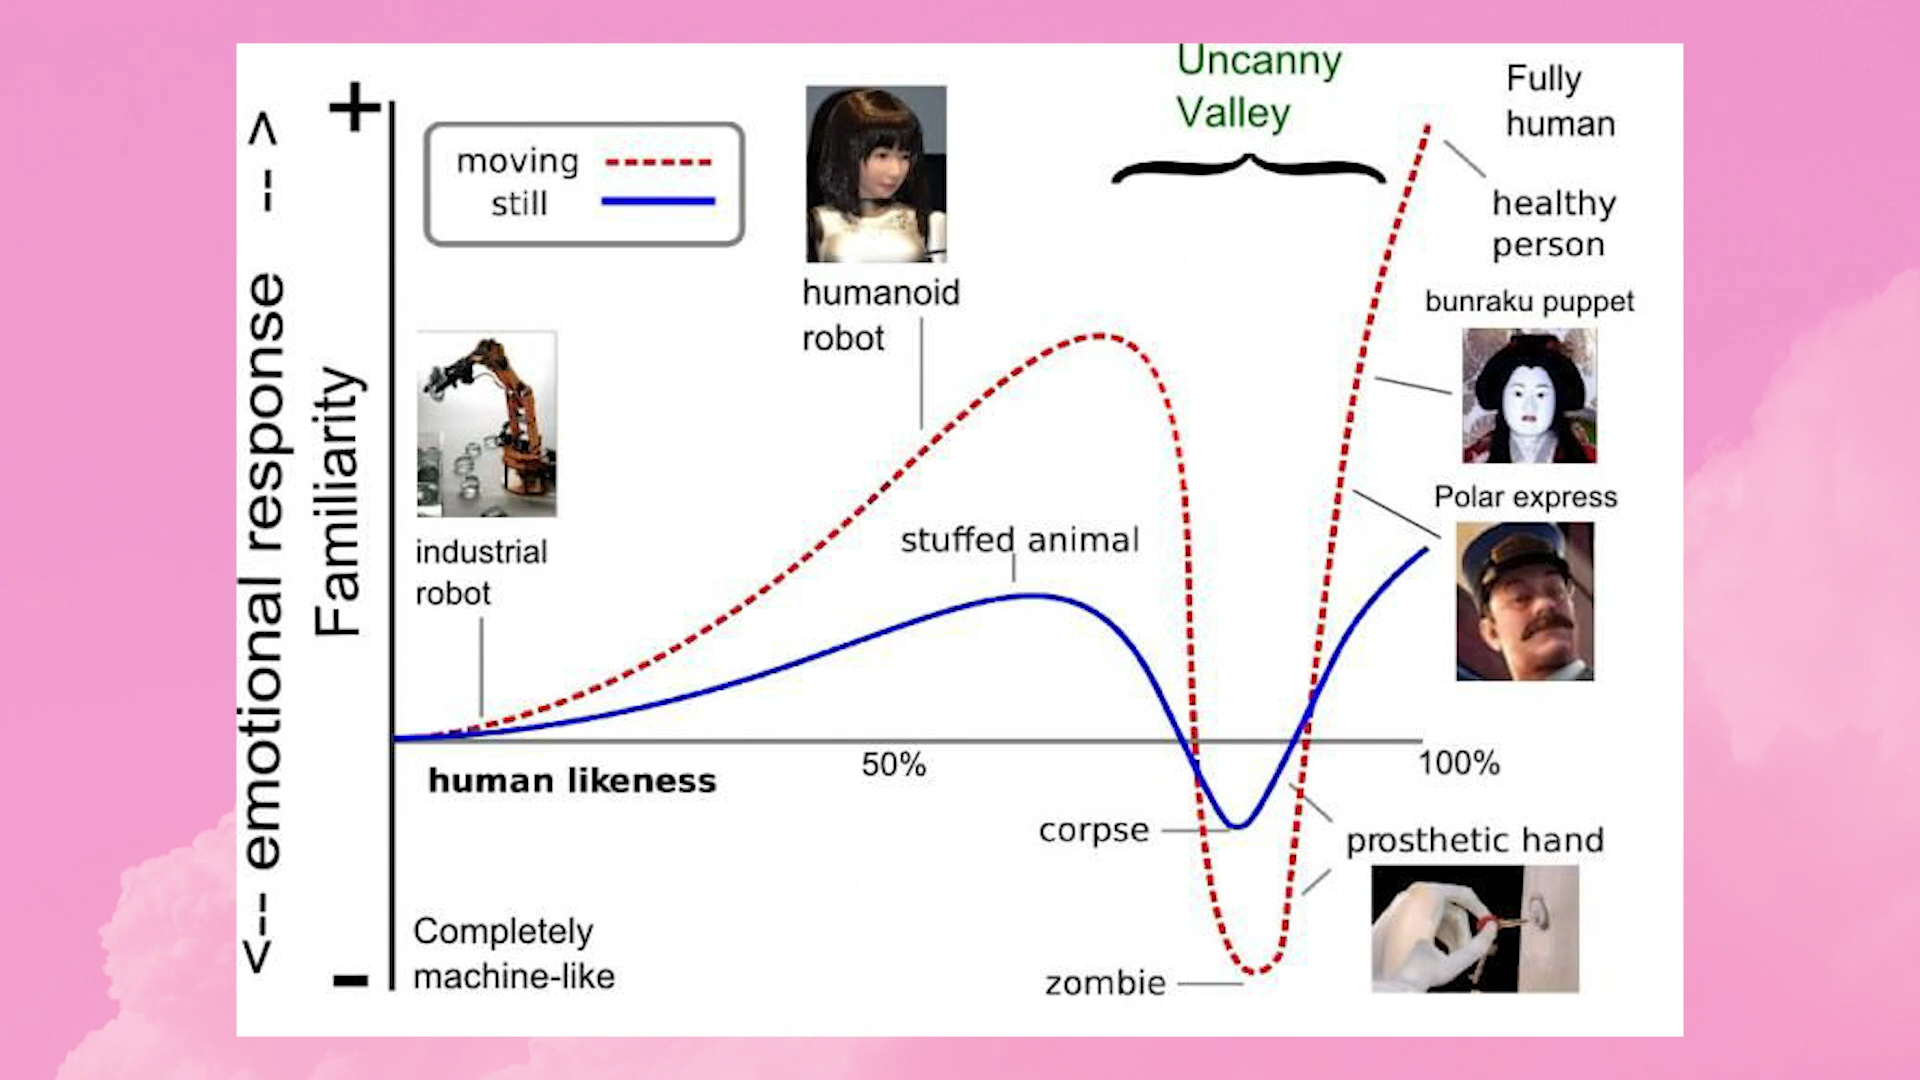 Uncanny
Valley
Fully
human
+
moving
still
healthy
person
<-- emotional response -- >
Familiarity
humanoid
robot
bunraku puppet
Polar express
stuffed animal
industrial
robot
human likeness
50%
100%
corpse
prosthetic hand
Completely
machine-like
-
zombie